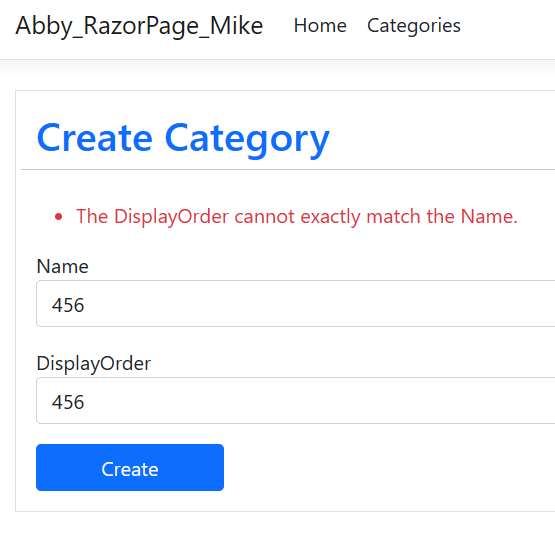 Abby_RazorPage_Mike Home Categories
Create Category
• The DisplayOrder cannot exactly match the Name.
Name
456
DisplayOrder
456
Create